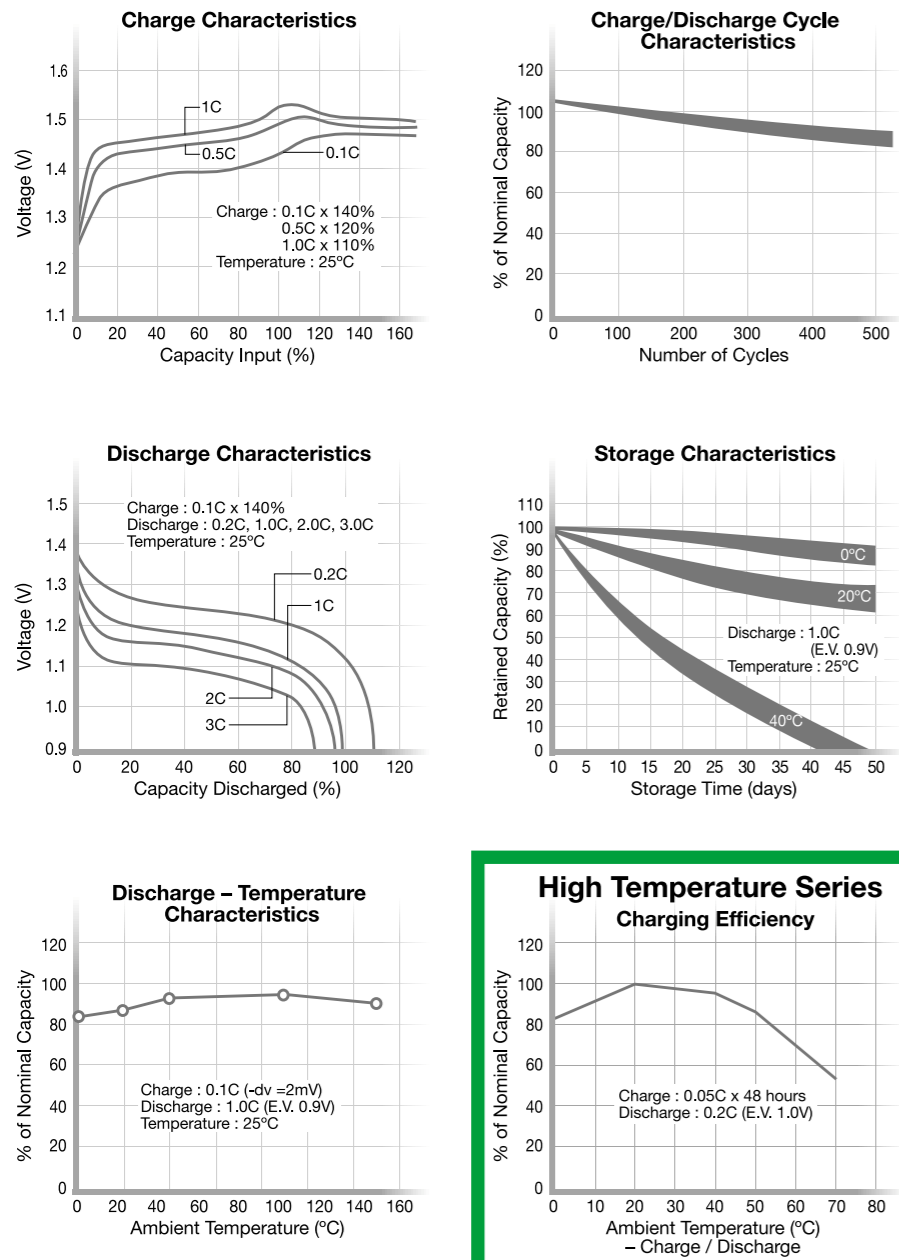 Charge Characteristics
Voltage (V)
1.6
1.5
1.4
1.3
1.2
1.1
1C
0.5C
0.1C
Charge : 0.1C x 140%
0.5C x 120%
1.0C x 110%
Temperature : 25ºC
0 20 40 60 80 100 120 140 160
Capacity Input (%)
Charge/Discharge Cycle
Characteristics
% of Nominal Capacity
120
100
80
60
40
20
0
0 100 200 300 400 500
Number of Cycles
Discharge Characteristics
Voltage (V)
1.5
1.4
1.3
1.2
1.1
1.0
0.9
Charge : 0.1C x 140%
Discharge : 0.2C, 1.0C, 2.0C, 3.0C
Temperature : 25ºC
0.2C
1C
2C
3C
0 20 40 60 80 100 120
Capacity Discharged (%)
Storage Characteristics
Retained Capacity (%)
110
100
90
80
70
60
50
40
30
20
10
0
0ºC
20ºC
Discharge : 1.0C
(E.V. 0.9V)
Temperature : 25ºC
40ºC
0 5 10 15 20 25 30 35 40 45 50
Storage Time (days)
Discharge – Temperature
Characteristics
% of Nominal Capacity
120
100
80
60
40
20
0
Charge : 0.1C (-dv =2mV)
Discharge : 1.0C (E.V. 0.9V)
Temperature : 25ºC
0 20 40 60 80 100 120 140 160
Ambient Temperature (ºC)
High Temperature Series
Charging Efficiency
% of Nominal Capacity
120
100
80
60
40
20
0
Charge : 0.05C x 48 hours
Discharge : 0.2C (E.V. 1.0V)
0 10 20 30 40 50 60 70 80
Ambient Temperature (ºC)
– Charge / Discharge